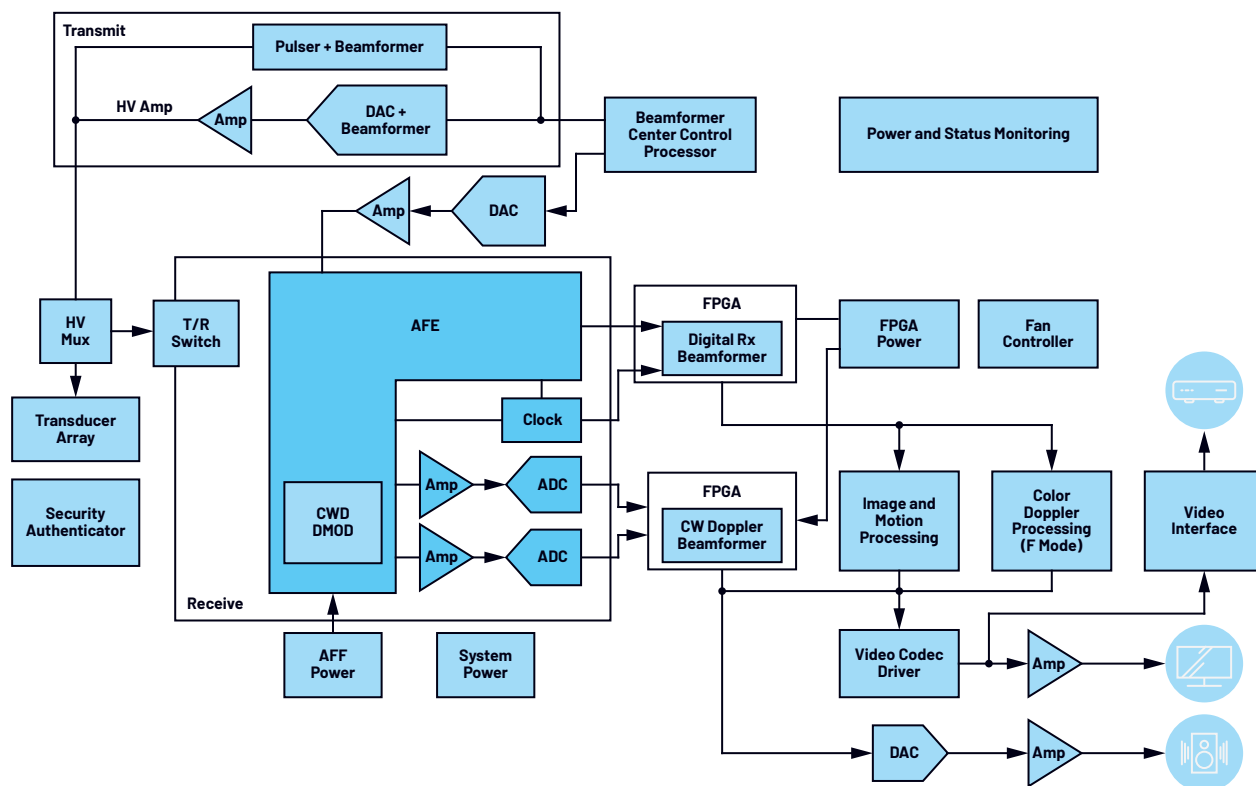 Transmit
Pulser + Beamformer
HV Amp
Amp
DAC +
Beamformer
Beamformer
Center Control
Processor
Power and Status Monitoring
Amp
DAC
HV
Mux
T/R
Switch
AFE
FPGA
Digital Rx
Beamformer
FPGA
Power
Fan
Controller
Transducer
Array
Clock
Security
Authenticator
CWD
DMOD
Amp
ADC
Amp
ADC
FPGA
CW Doppler
Beamformer
Image and
Motion
Processing
Color
Doppler
Processing
(F Mode)
Video
Interface
Receive
AFF
Power
System
Power
Video Codec
Driver
Amp
DAC
Amp